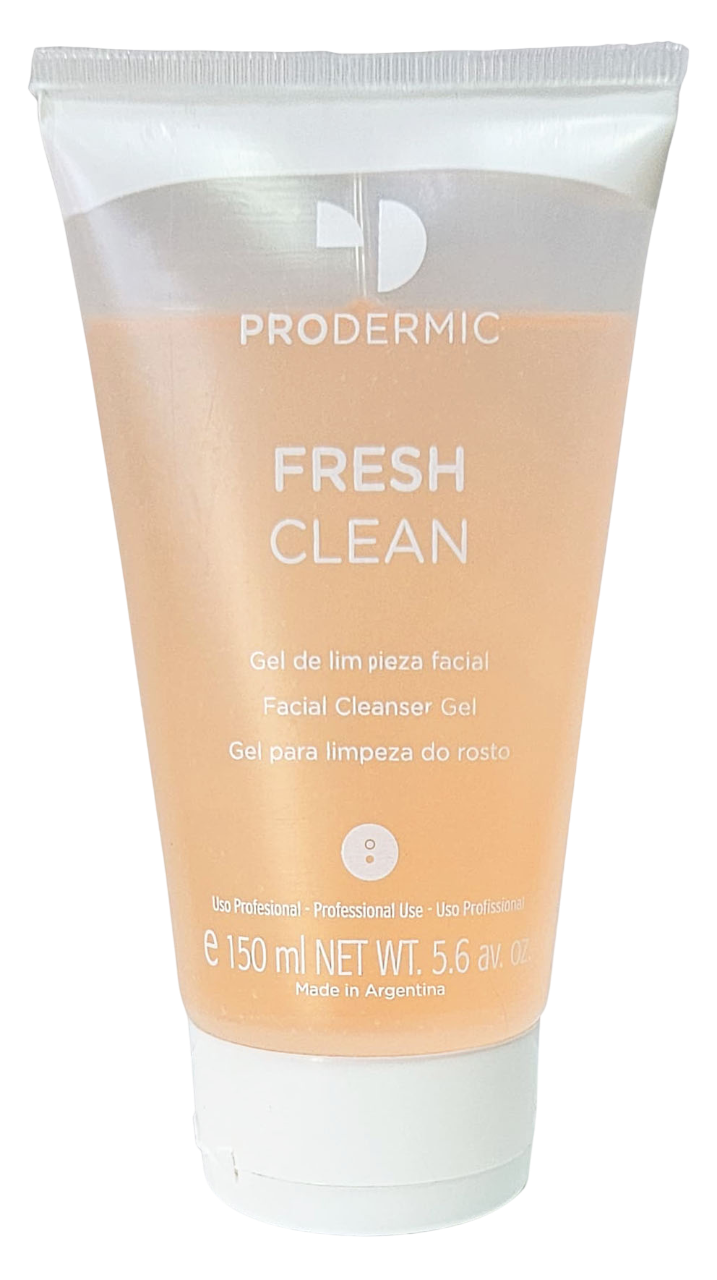 PRODERMIC
FRESH
CLEAN
Gel de limpieza facial
Facial Cleanser Gel
Gel para limpeza do rosto
Uso Profesional - Professional Use - Uso Profissional
e 150 ml NET WT. 5.6 av. oz.
Made in Argentina